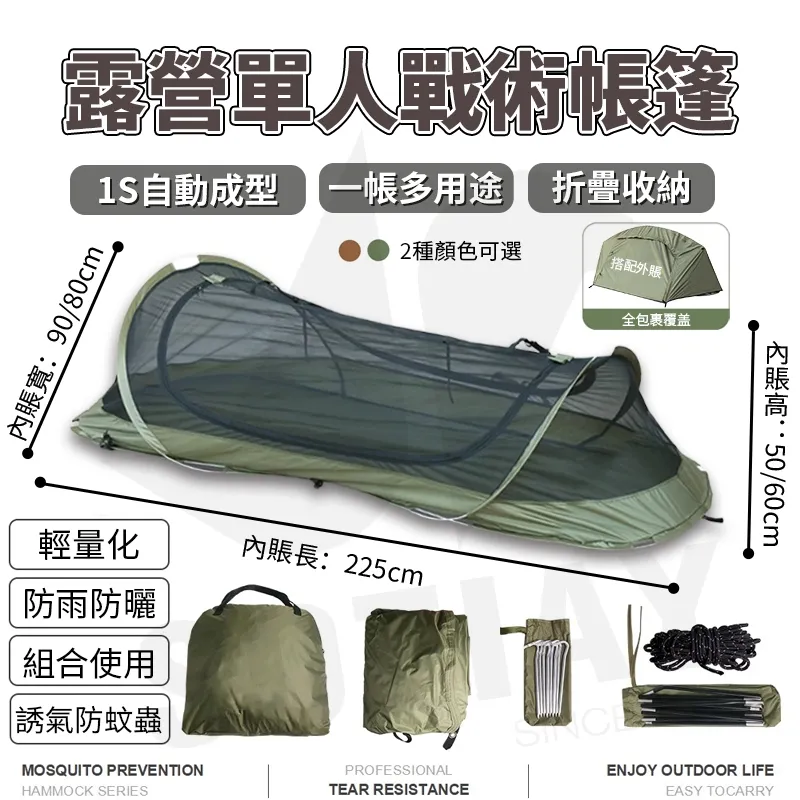 露營單人戰術帳篷
1S自動成型
一帳多用途
折疊收納
2種顏色可選
搭配外賬
全包裹覆蓋
內賬寬：90/80cm
內賬高：50/60cm
內賬長：225cm
輕量化
防雨防曬
組合使用
誘氣防蚊蟲
SOTIAY
SINCE
MOSQUITO PREVENTION
HAMMOCK SERIES
PROFESSIONAL
TEAR RESISTANCE
ENJOY OUTDOOR LIFE
EASY TOCARRY